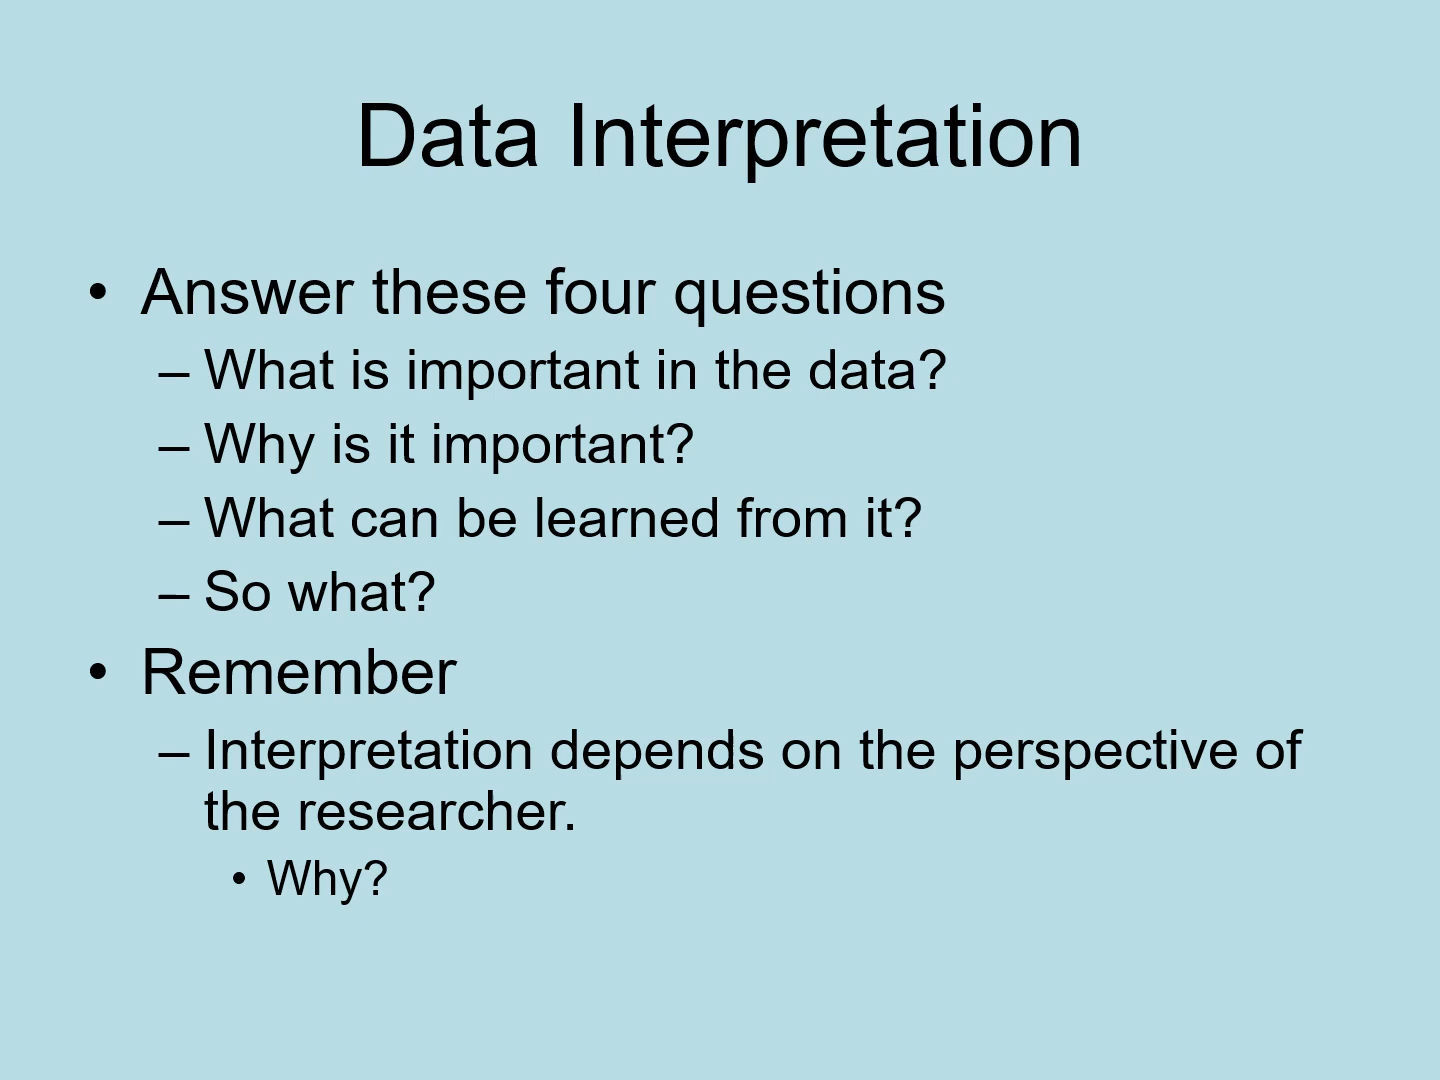 Data Interpretation
• Answer these four questions
– What is important in the data?
– Why is it important?
– What can be learned from it?
– So what?
• Remember
– Interpretation depends on the perspective of
the researcher.
• Why?